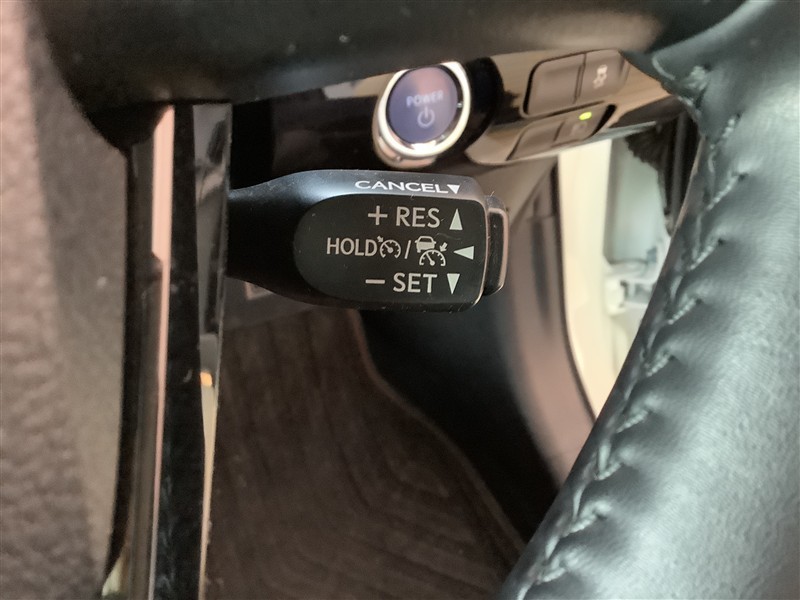 POWER
CANCEL▼
+ RES ▲
HOLD / ◀
− SET ▼